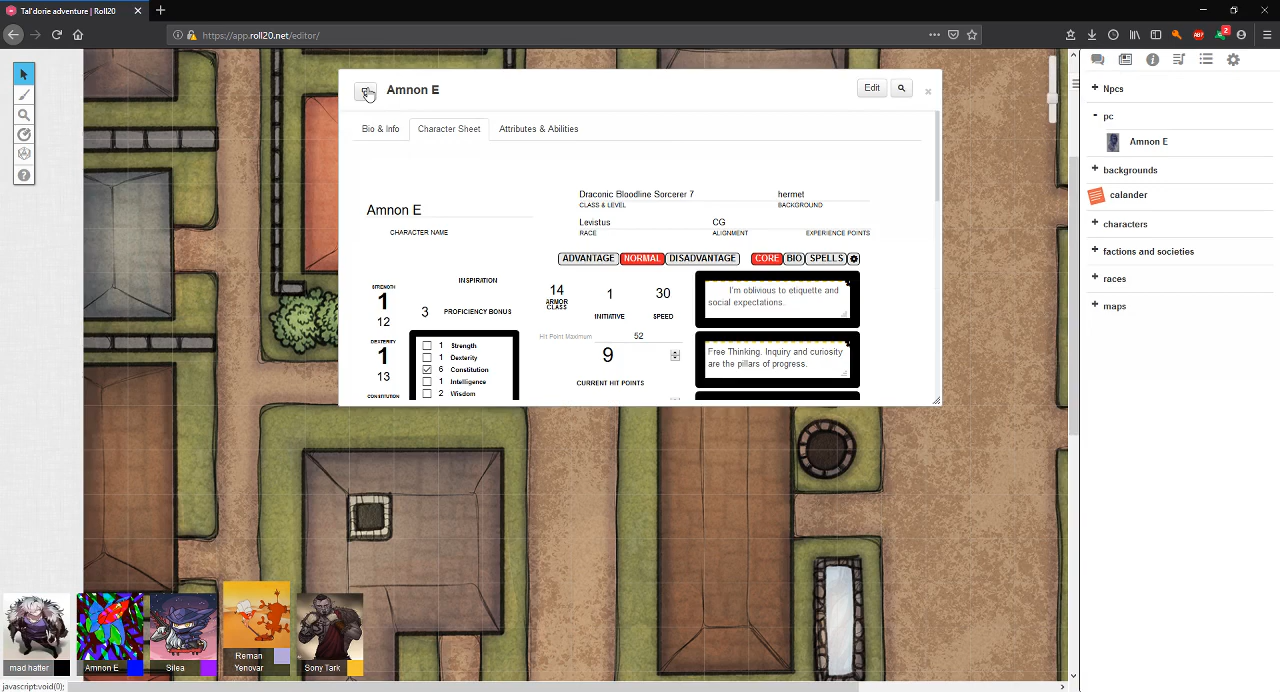 Tal'dorie adventure | Roll20
https://app.roll20.net/editor/
ABP
2
Amnon E
Edit
Bio & Info
Character Sheet
Attributes & Abilities
Amnon E
CHARACTER NAME
Draconic Bloodline Sorcerer 7
hermet
CLASS & LEVEL
BACKGROUND
Levistus
CG
RACE
ALIGNMENT
EXPERIENCE POINTS
ADVANTAGE
NORMAL
DISADVANTAGE
CORE
BIO
SPELLS
INSPIRATION
STRENGTH
1
12
3
PROFICIENCY BONUS
DEXTERITY
1
13
CONSTITUTION
1 Strength
1 Dexterity
6 Constitution
1 Intelligence
2 Wisdom
14
ARMOR
CLASS
1
INITIATIVE
30
SPEED
Hit Point Maximum
52
9
CURRENT HIT POINTS
I'm oblivious to etiquette and
social expectations.
Free Thinking. Inquiry and curiosity
are the pillars of progress.
Npcs
pc
Amnon E
backgrounds
calander
characters
factions and societies
races
maps
mad hatter
Amnon E
Silea
Reman
Yenovar
Sony Tark
javascript:void(0);